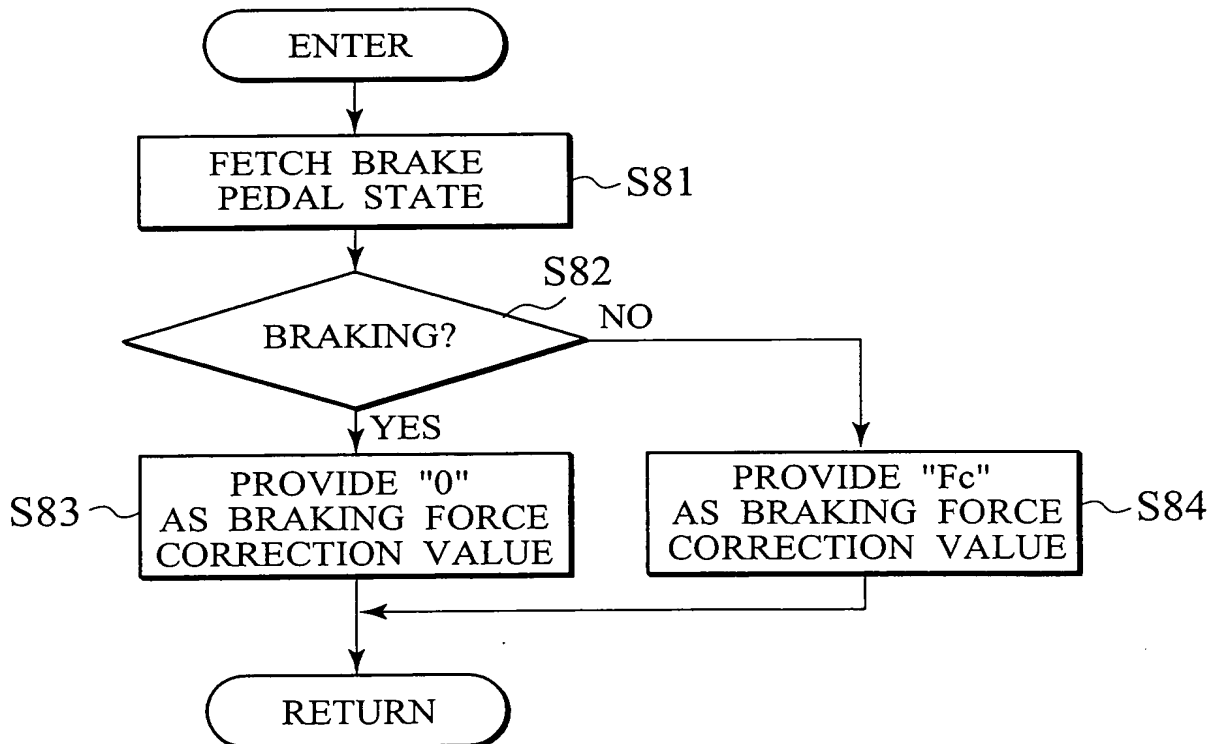 ENTER
FETCH BRAKE
PEDAL STATE
S81
S82
BRAKING?
NO
YES
PROVIDE "0"
AS BRAKING FORCE
CORRECTION VALUE
S83
PROVIDE "Fc"
AS BRAKING FORCE
CORRECTION VALUE
S84
RETURN